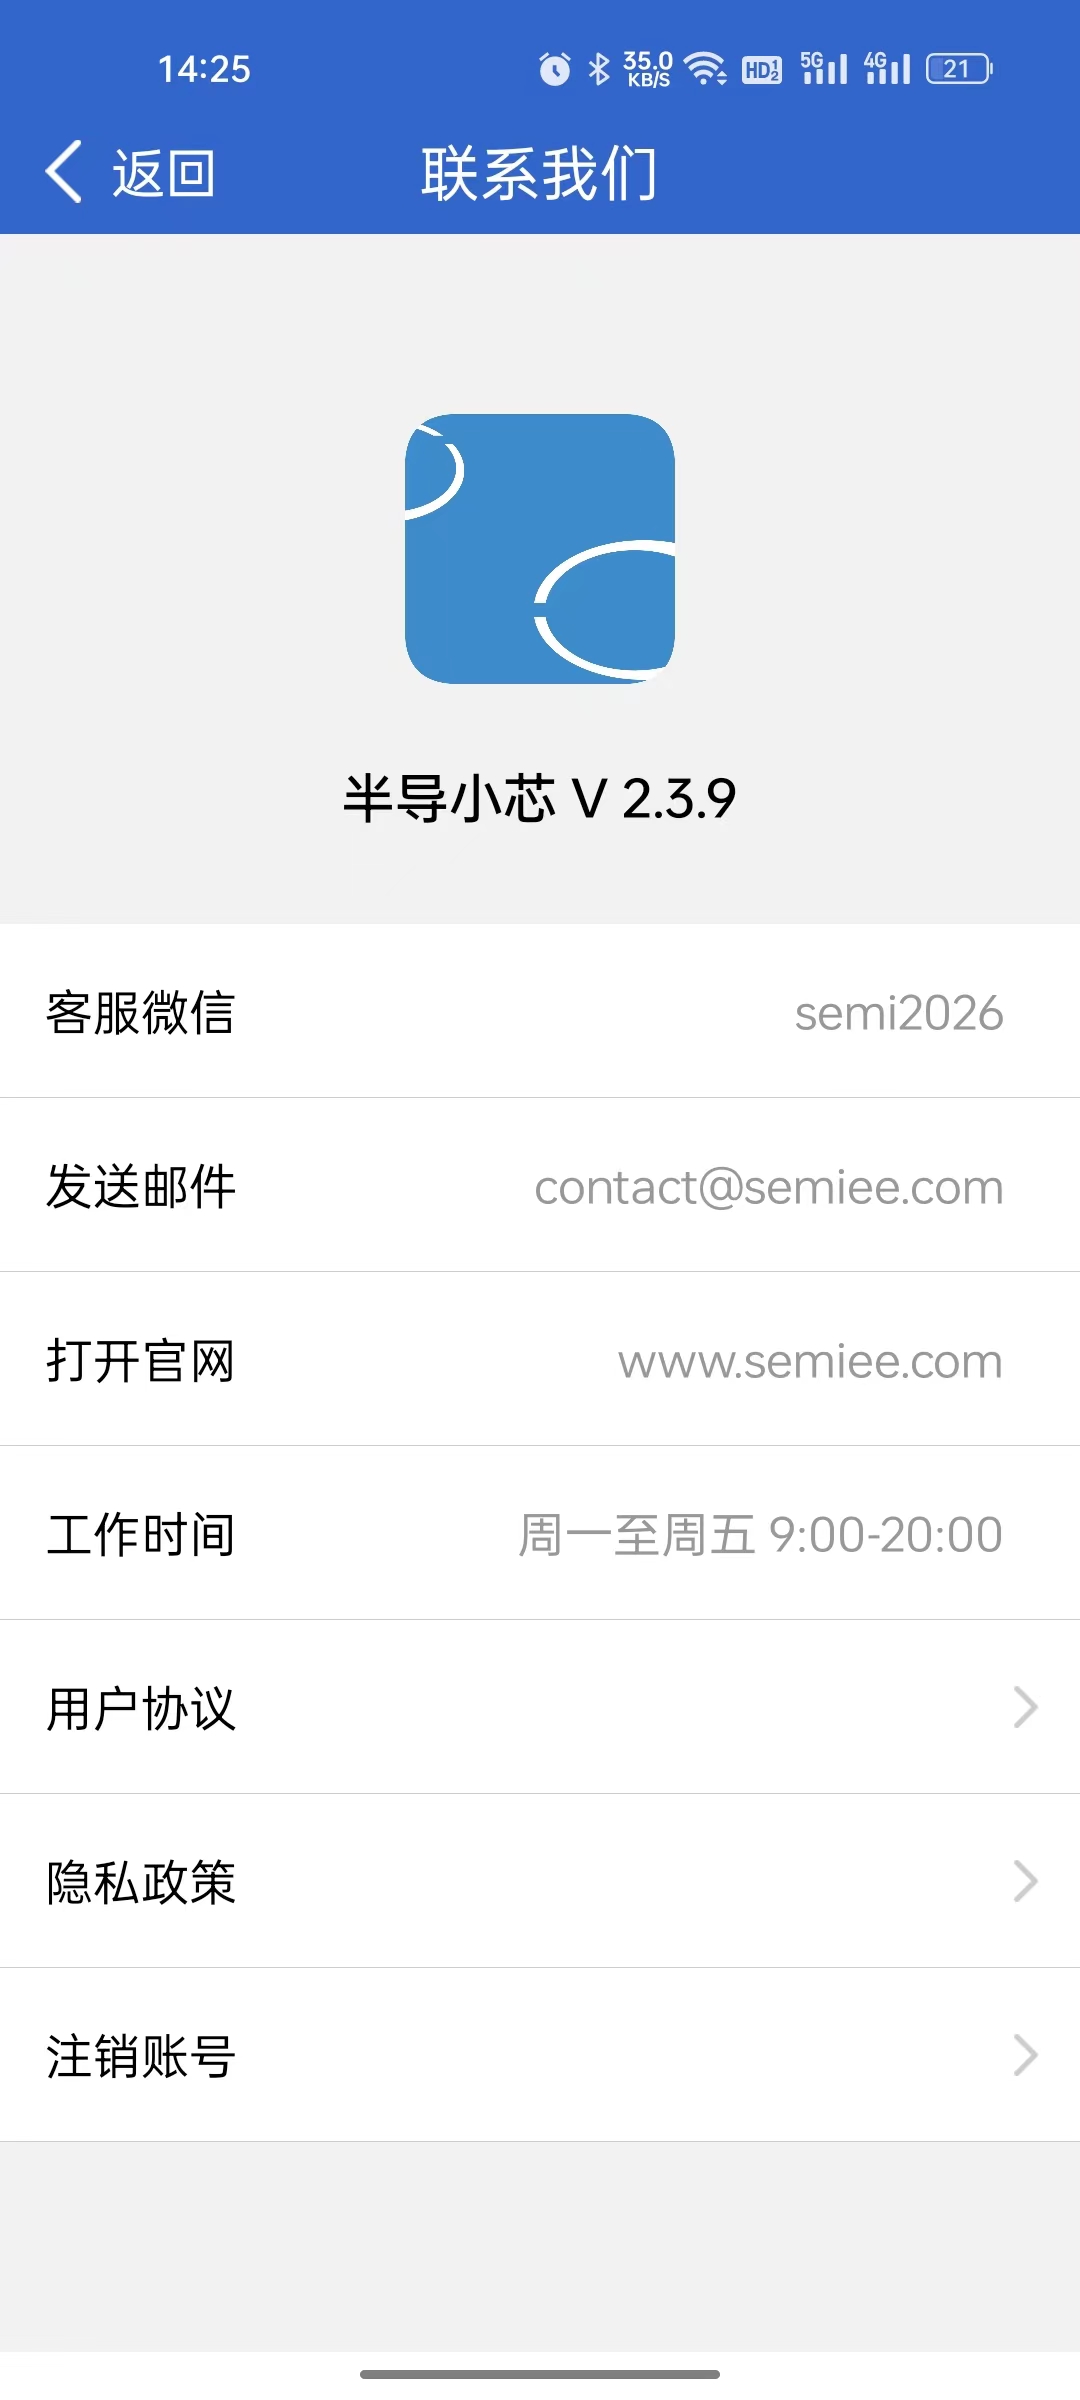 14:25
35.0
KB/S
HD 1 2
5G
4G
21
返回
联系我们
半导小芯 V 2.3.9
客服微信 semi2026
发送邮件 contact@semiee.com
打开官网 www.semiee.com
工作时间 周一至周五 9:00-20:00
用户协议
隐私政策
注销账号